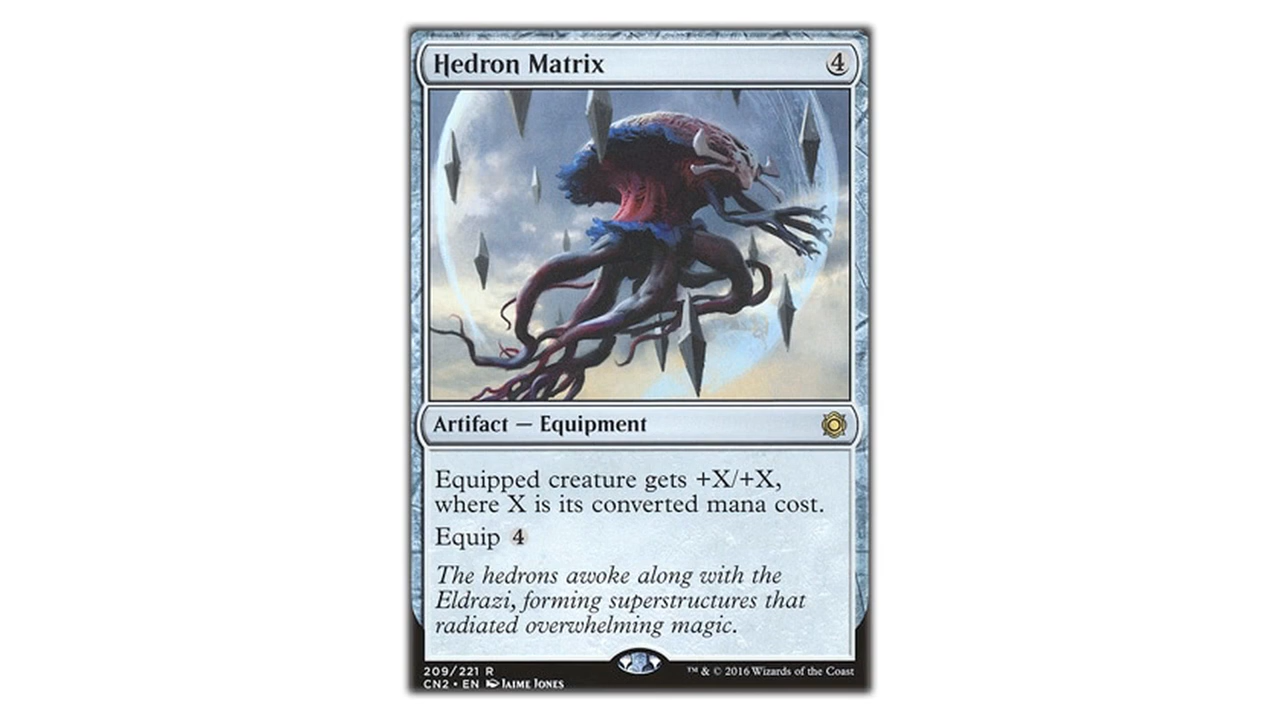 Hedron Matrix 4
Artifact — Equipment
Equipped creature gets +X/+X,
where X is its converted mana cost.
Equip 4
The hedrons awoke along with the
Eldrazi, forming superstructures that
radiated overwhelming magic.
209/221 R
™ & © 2016 Wizards of the Coast
CN2 • EN JAIME JONES